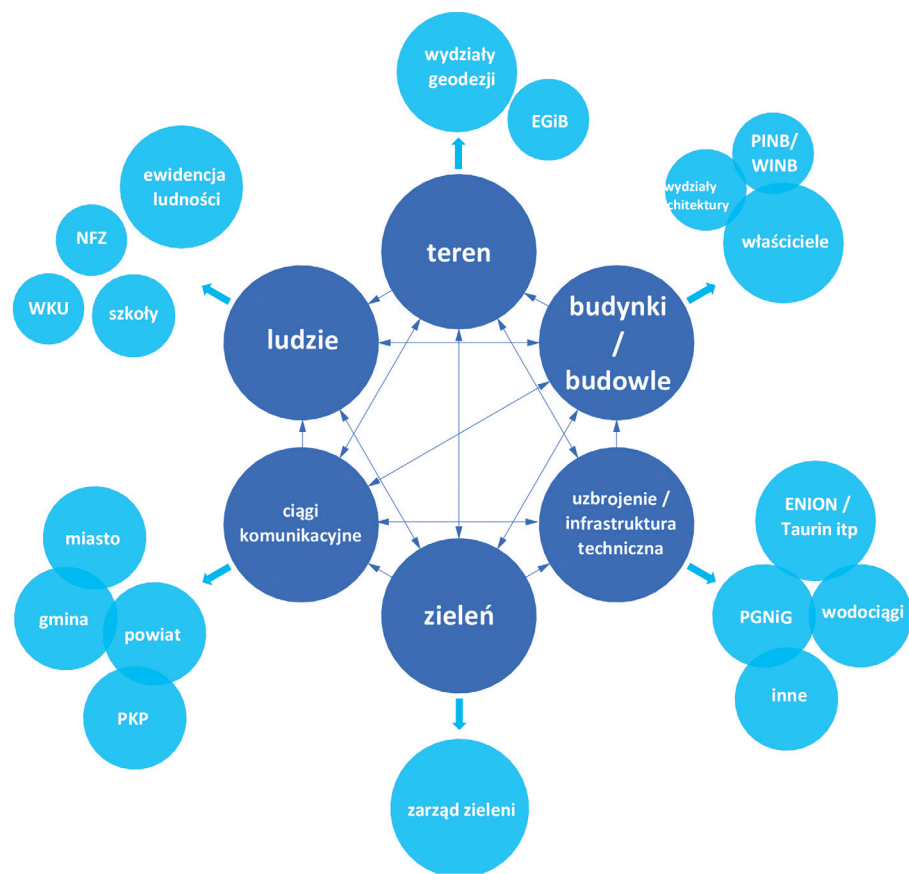 wydziały
geodezji
EGiB
PINB/
WINB
wydziały
chitektury
właściciele
ewidencja
ludności
NFZ
WKU
szkoły
teren
ludzie
budynki
/
budowle
ciągi
komunikacyjne
uzbrojenie /
infrastruktura
techniczna
zieleń
miasto
gmina
powiat
PKP
ENION /
Taurin itp
PGNiG
wodociągi
inne
zarząd zieleni